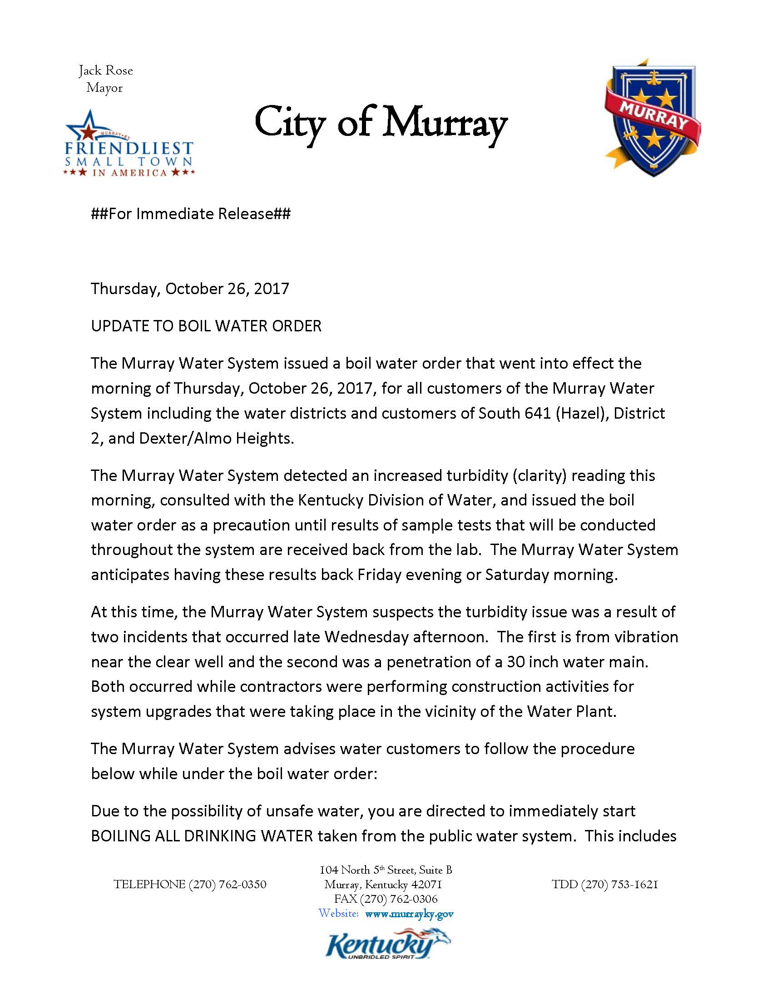 Jack Rose
Mayor
MURRAY
City of Murray
MURRAY•KY
FRIENDLIEST
SMALL TOWN
IN AMERICA
##For Immediate Release##
Thursday, October 26, 2017
UPDATE TO BOIL WATER ORDER
The Murray Water System issued a boil water order that went into effect the
morning of Thursday, October 26, 2017, for all customers of the Murray Water
System including the water districts and customers of South 641 (Hazel), District
2, and Dexter/Almo Heights.
The Murray Water System detected an increased turbidity (clarity) reading this
morning, consulted with the Kentucky Division of Water, and issued the boil
water order as a precaution until results of sample tests that will be conducted
throughout the system are received back from the lab.  The Murray Water System
anticipates having these results back Friday evening or Saturday morning.
At this time, the Murray Water System suspects the turbidity issue was a result of
two incidents that occurred late Wednesday afternoon.  The first is from vibration
near the clear well and the second was a penetration of a 30 inch water main.
Both occurred while contractors were performing construction activities for
system upgrades that were taking place in the vicinity of the Water Plant.
The Murray Water System advises water customers to follow the procedure
below while under the boil water order:
Due to the possibility of unsafe water, you are directed to immediately start
BOILING ALL DRINKING WATER taken from the public water system.  This includes
104 North 5th Street, Suite B
TELEPHONE (270) 762-0350 Murray, Kentucky 42071 TDD (270) 753-1621
FAX (270) 762-0306
Website: www.murrayky.gov
Kentucky
UNBRIDLED SPIRIT